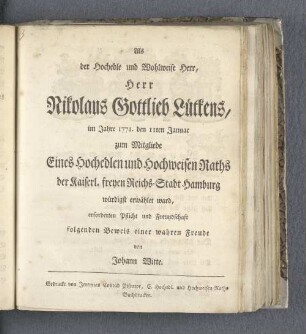 Als
der Hochedle und Wohlweise Herr,
Herr
Nikolaus Gottlieb Lütkens,
im Jahr 1771. den 11ten Januar
zum Mitgliede
Eines Hochedlen und Hochweisen Raths
der Kaiserl. freyen Reichs-Stadt Hamburg
würdigst erwählet ward,
erforderten Pflicht und Freundschaft
folgenden Beweis einer wahren Freude
von
Johann Witte.
Gedruckt von Jeremias Conrad Piscator, E. Hochedl. und Hochweisen Raths
Buchdrucker.